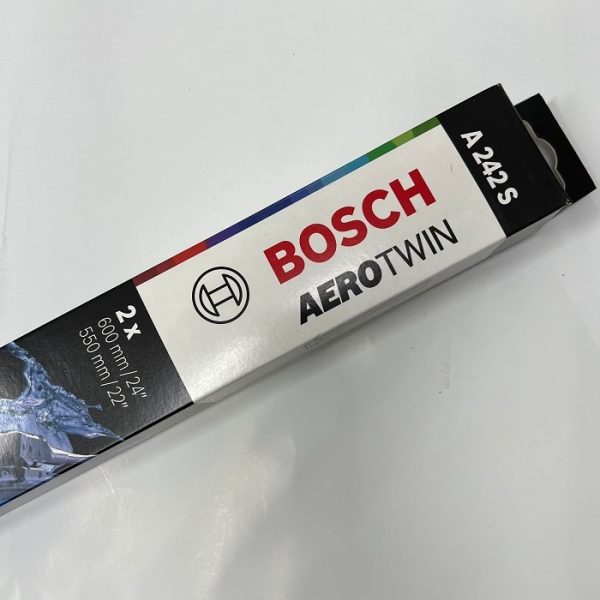 A 242 S
BOSCH
AEROTWIN
2 x
600 mm/24"
550 mm/22"